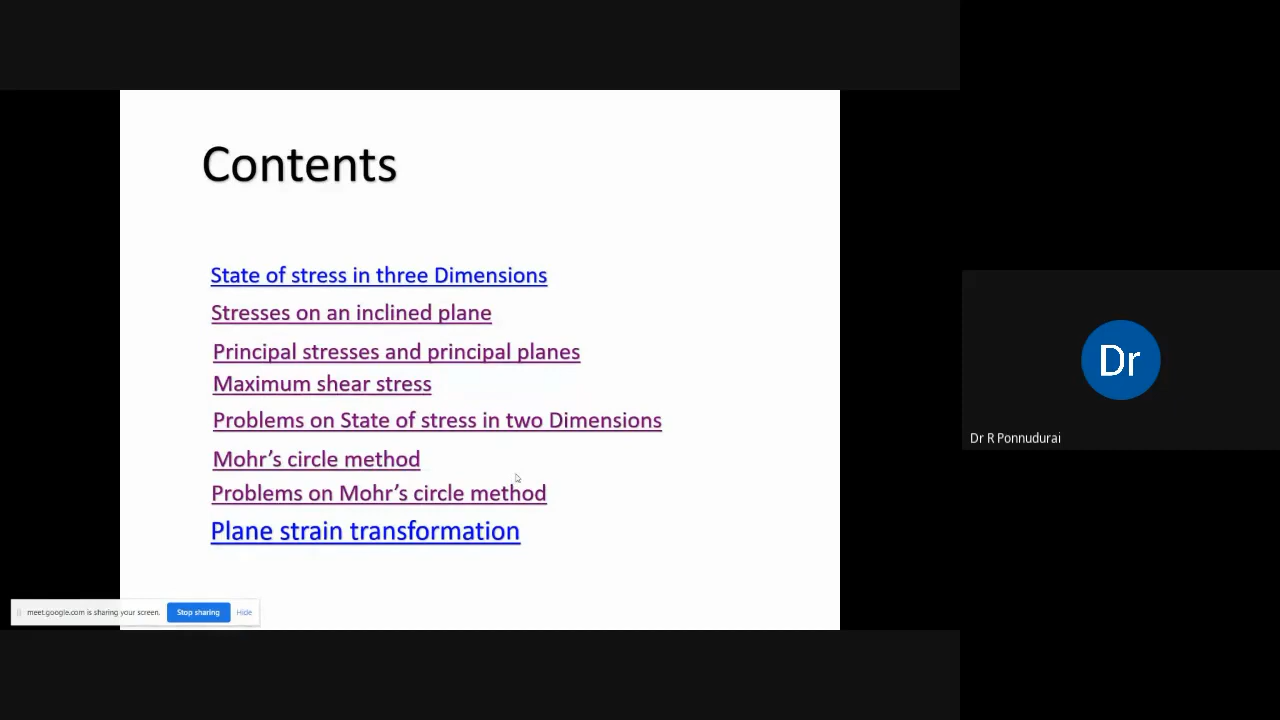 Contents
State of stress in three Dimensions
Stresses on an inclined plane
Principal stresses and principal planes
Maximum shear stress
Problems on State of stress in two Dimensions
Mohr's circle method
Problems on Mohr's circle method
Plane strain transformation
meet.google.com is sharing your screen. Stop sharing Hide
Dr
Dr R Ponnudurai